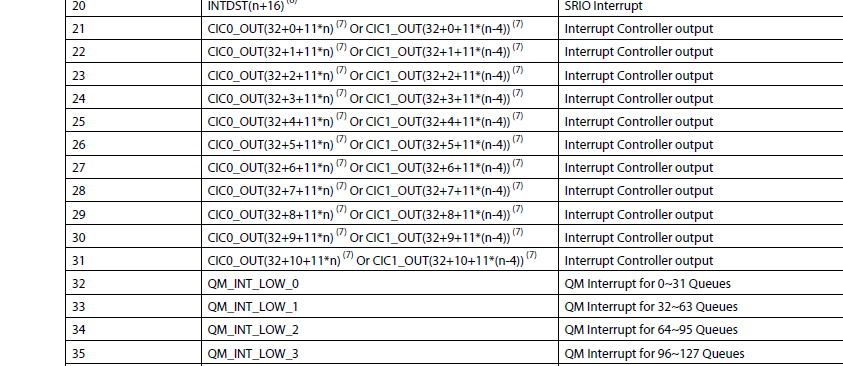 20 INTDST(n+16) (6) SRIO Interrupt
21 CIC0_OUT(32+0+11*n) (7) Or CIC1_OUT(32+0+11*(n-4)) (7) Interrupt Controller output
22 CIC0_OUT(32+1+11*n) (7) Or CIC1_OUT(32+1+11*(n-4)) (7) Interrupt Controller output
23 CIC0_OUT(32+2+11*n) (7) Or CIC1_OUT(32+2+11*(n-4)) (7) Interrupt Controller output
24 CIC0_OUT(32+3+11*n) (7) Or CIC1_OUT(32+3+11*(n-4)) (7) Interrupt Controller output
25 CIC0_OUT(32+4+11*n) (7) Or CIC1_OUT(32+4+11*(n-4)) (7) Interrupt Controller output
26 CIC0_OUT(32+5+11*n) (7) Or CIC1_OUT(32+5+11*(n-4)) (7) Interrupt Controller output
27 CIC0_OUT(32+6+11*n) (7) Or CIC1_OUT(32+6+11*(n-4)) (7) Interrupt Controller output
28 CIC0_OUT(32+7+11*n) (7) Or CIC1_OUT(32+7+11*(n-4)) (7) Interrupt Controller output
29 CIC0_OUT(32+8+11*n) (7) Or CIC1_OUT(32+8+11*(n-4)) (7) Interrupt Controller output
30 CIC0_OUT(32+9+11*n) (7) Or CIC1_OUT(32+9+11*(n-4)) (7) Interrupt Controller output
31 CIC0_OUT(32+10+11*n) (7) Or CIC1_OUT(32+10+11*(n-4)) (7) Interrupt Controller output
32 QM_INT_LOW_0 QM Interrupt for 0~31 Queues
33 QM_INT_LOW_1 QM Interrupt for 32~63 Queues
34 QM_INT_LOW_2 QM Interrupt for 64~95 Queues
35 QM_INT_LOW_3 QM Interrupt for 96~127 Queues